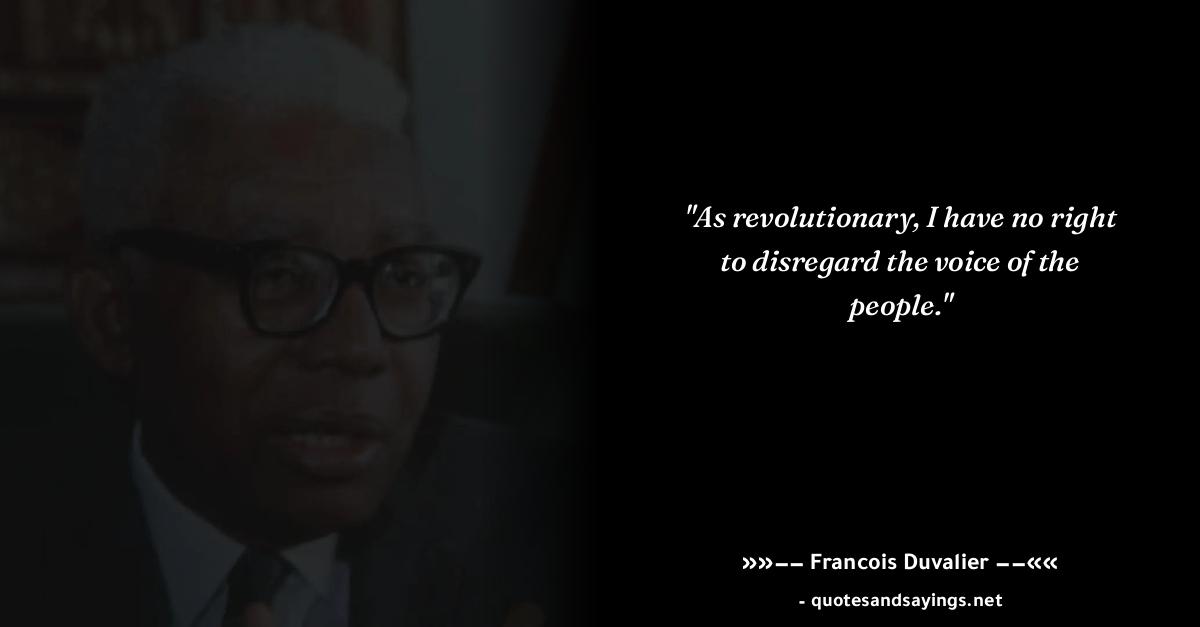 "As revolutionary, I have no right
to disregard the voice of the
people."
»»–– Francois Duvalier ––««
- quotesandsayings.net